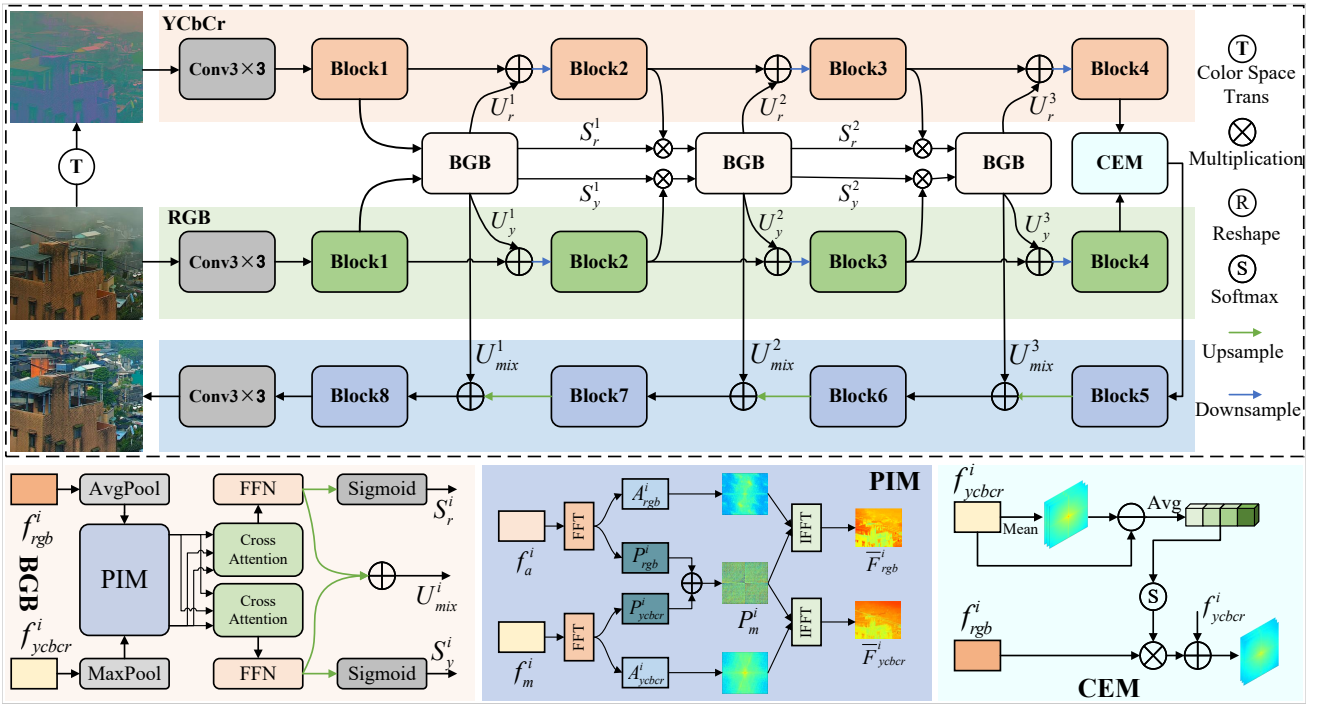 YCbCr
Conv3×3
Block1
Block2
Block3
Block4
U_r^1
U_r^2
U_r^3
T
BGB
S_r^1
S_y^1
BGB
S_r^2
S_y^2
BGB
CEM
RGB
U_y^1
U_y^2
U_y^3
Conv3×3
Block1
Block2
Block3
Block4
U_mix^1
U_mix^2
U_mix^3
Conv3×3
Block8
Block7
Block6
Block5
T
Color Space
Trans
Multiplication
R
Reshape
S
Softmax
Upsample
Downsample
BGB
f_rgb^i
AvgPool
PIM
f_ycbcr^i
MaxPool
FFN
Cross
Attention
Cross
Attention
FFN
Sigmoid
S_r^i
U_mix^i
Sigmoid
S_y^i
PIM
f_a^i
FFT
A_rgb^i
P_rgb^i
P_ycbcr^i
f_m^i
FFT
A_ycbcr^i
P_m^i
IFFT
F̅_rgb^i
IFFT
F̅_ycbcr^i
f_ycbcr^i
Mean
Avg
S
f_rgb^i
f_ycbcr^i
CEM